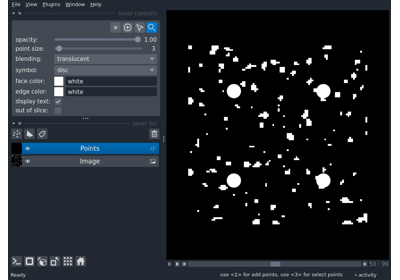 File View Plugins Window Help
layer controls
opacity: 1.00
point size: 3
blending: translucent
symbol: disc
face color: white
edge color: white
display text:
out of slice:
layer list
Points
Image
50 99
Ready use <2> for add points, use <3> for select points activity